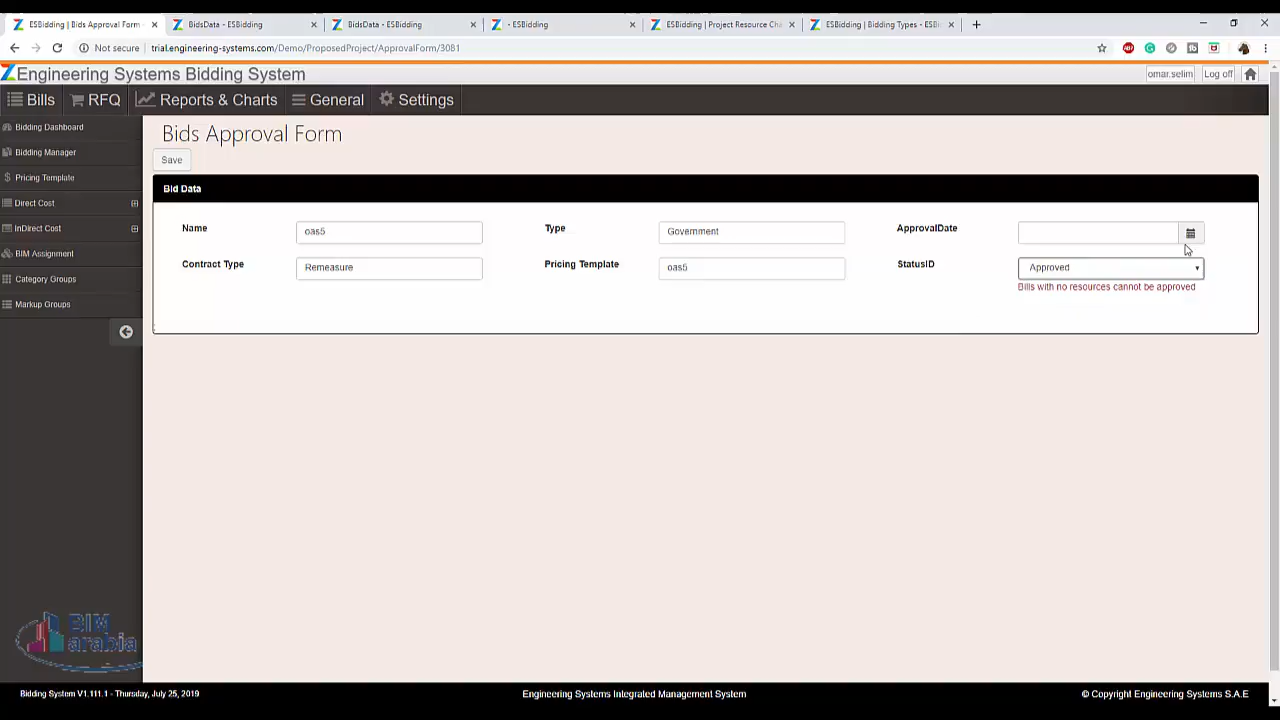 ESBidding | Bids Approval Form -
BidsData - ESBidding
BidsData - ESBidding
- ESBidding
ESBidding | Project Resource Cha
ESBidding | Bidding Types - ESBi
Not secure | trial.engineering-systems.com/Demo/ProposedProject/ApprovalForm/3081
Engineering Systems Bidding System
omar.selim
Log off
Bills
RFQ
Reports & Charts
General
Settings
Bidding Dashboard
Bidding Manager
Pricing Template
Direct Cost
InDirect Cost
BIM Assignment
Category Groups
Markup Groups
Bids Approval Form
Save
Bid Data
Name
oas5
Type
Government
ApprovalDate
Contract Type
Remeasure
Pricing Template
oas5
StatusID
Approved
Bills with no resources cannot be approved
BIM
arabia
Bidding System V1.111.1 - Thursday, July 25, 2019
Engineering Systems Integrated Management System
© Copyright Engineering Systems S.A.E